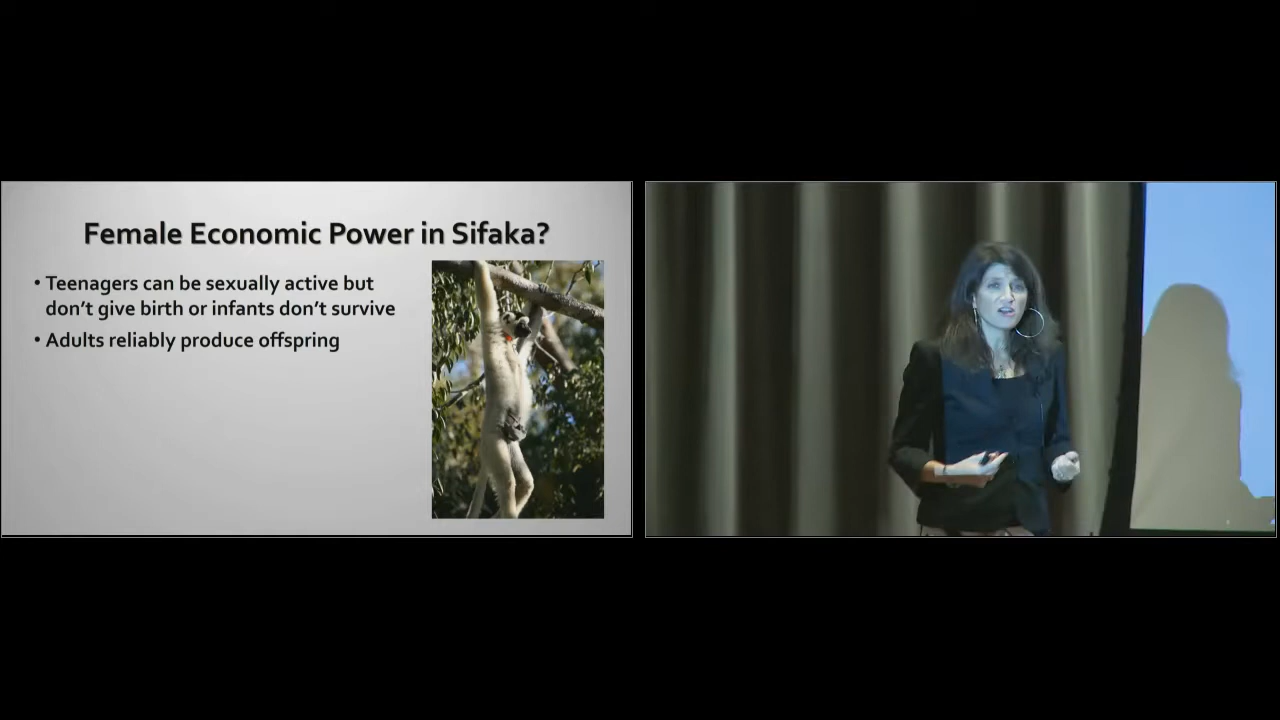 Female Economic Power in Sifaka?
• Teenagers can be sexually active but
don't give birth or infants don't survive
• Adults reliably produce offspring